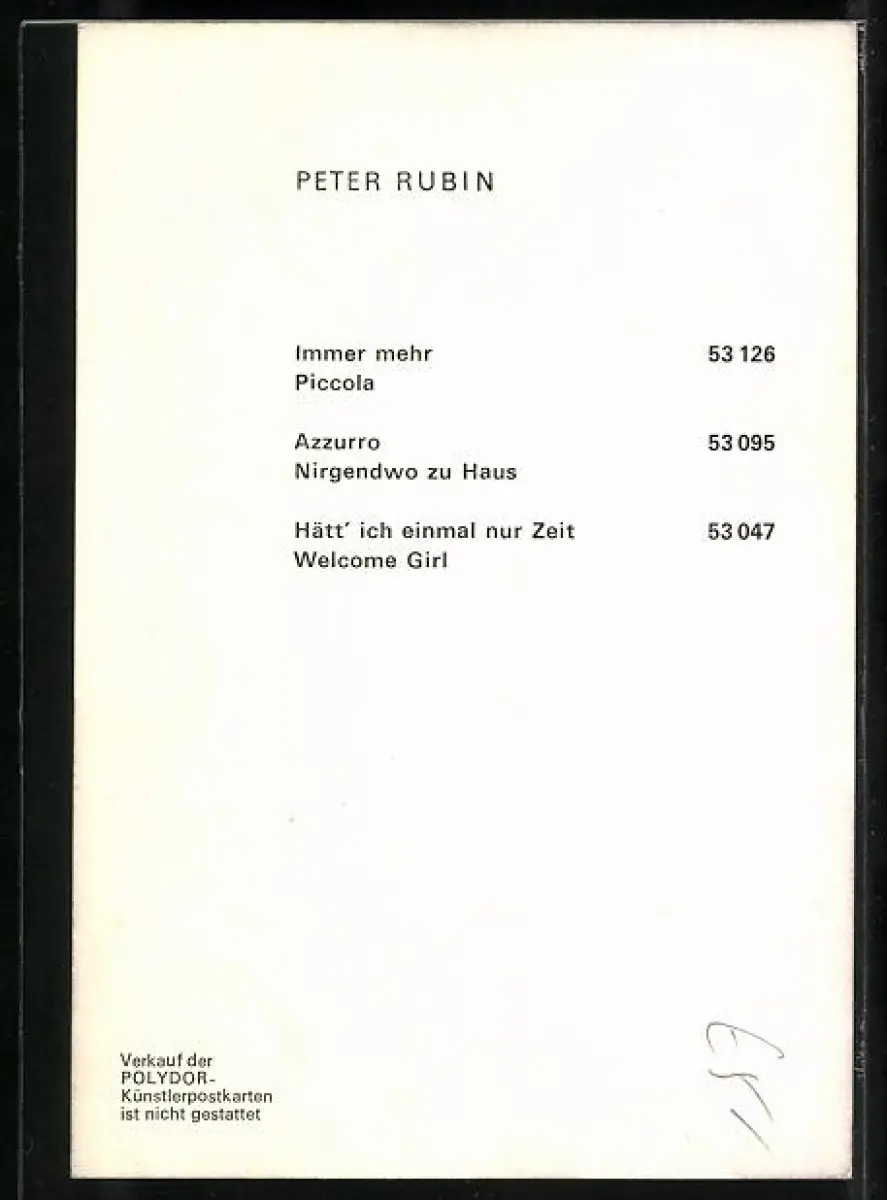 PETER RUBIN
Immer mehr 53 126
Piccola
Azzurro 53 095
Nirgendwo zu Haus
Hätt' ich einmal nur Zeit 53 047
Welcome Girl
Verkauf der
POLYDOR-
Künstlerpostkarten
ist nicht gestattet